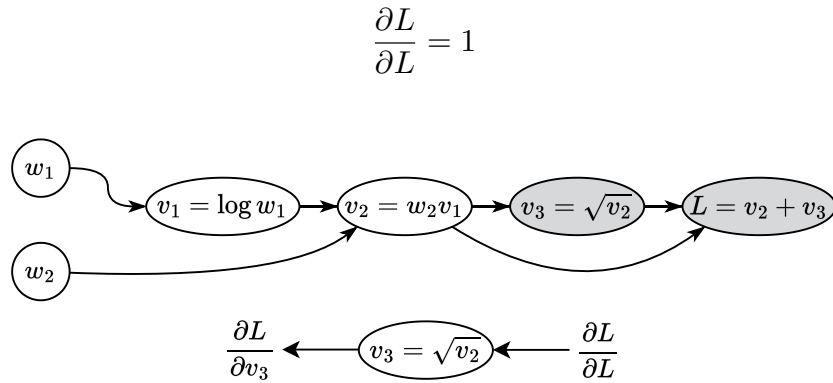 ∂L/∂L = 1
w₁
v₁ = log w₁ v₂ = w₂v₁ v₃ = √v₂ L = v₂ + v₃
w₂
∂L/∂v₃ v₃ = √v₂ ∂L/∂L